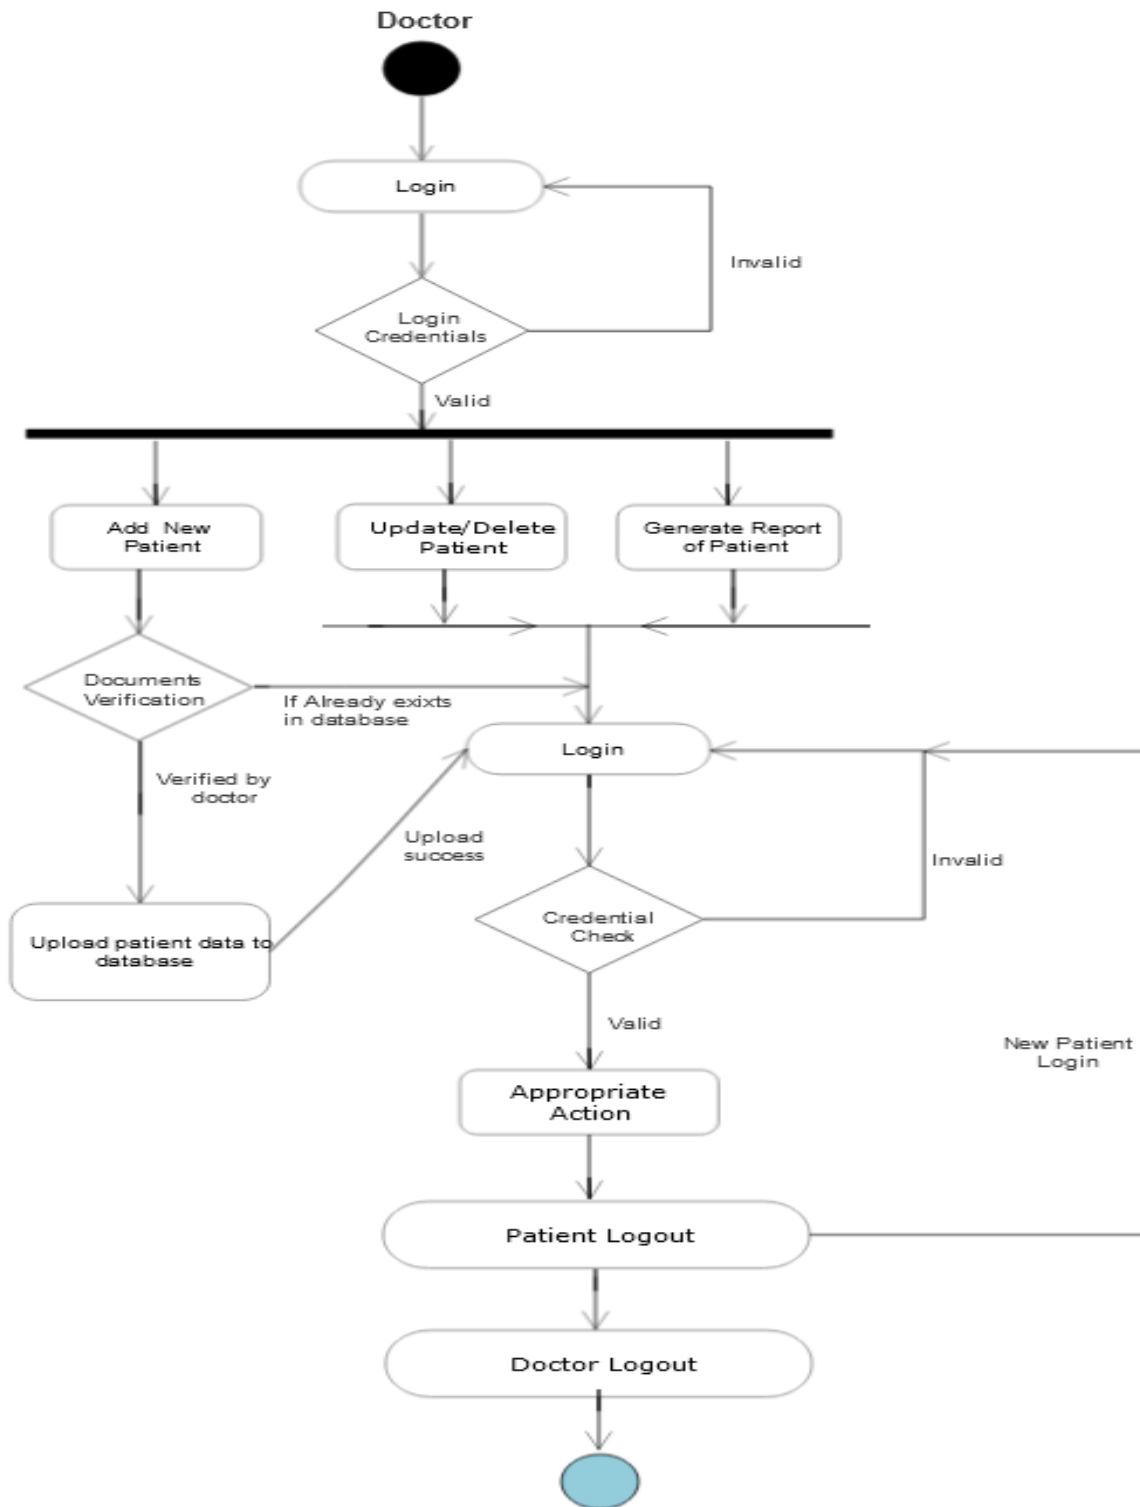 Doctor
Login
Invalid
Login
Credentials
Valid
Add New
Patient
Update/Delete
Patient
Generate Report
of Patient
Documents
Verification
If Already exixts
in database
Login
Verified by
doctor
Upload
success
Invalid
Credential
Check
Upload patient data to
database
Valid
New Patient
Login
Appropriate
Action
Patient Logout
Doctor Logout